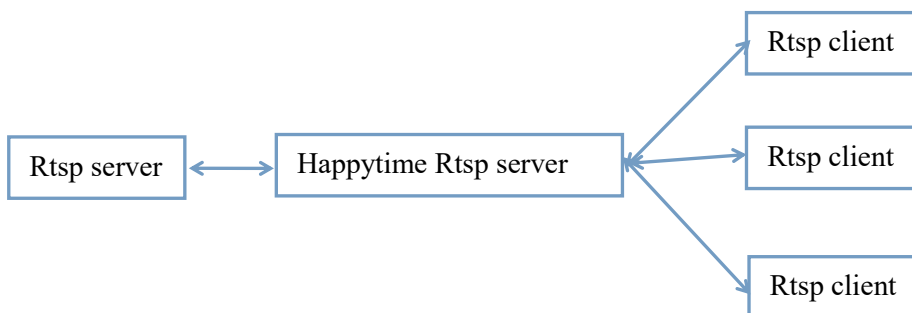 Rtsp client
Rtsp server
Happytime Rtsp server
Rtsp client
Rtsp client